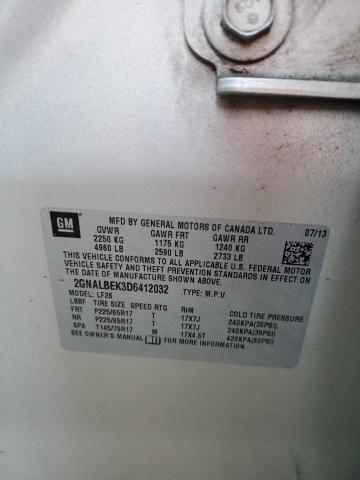 GM
MFD BY GENERAL MOTORS OF CANADA LTD. 07/13
GVWR GAWR FRT GAWR RR
2250 KG 1175 KG 1240 KG
4960 LB 2590 LB 2733 LB
THIS VEHICLE CONFORMS TO ALL APPLICABLE U.S. FEDERAL MOTOR
VEHICLE SAFETY AND THEFT PREVENTION STANDARDS IN EFFECT ON
THE DATE OF MANUFACTURE SHOWN ABOVE.
2GNALBEK3D6412032 TYPE: M.P.V.
MODEL: LF26
LBBF TIRE SIZE SPEED RTG RIM COLD TIRE PRESSURE
FRT P225/65R17 T 17X7J 240KPA(35PSI)
RR P225/65R17 T 17X7J 240KPA(35PSI)
SPA T145/70R17 M 17X4.5T 420KPA(60PSI)
SEE OWNER'S MANUAL FOR MORE INFORMATION.